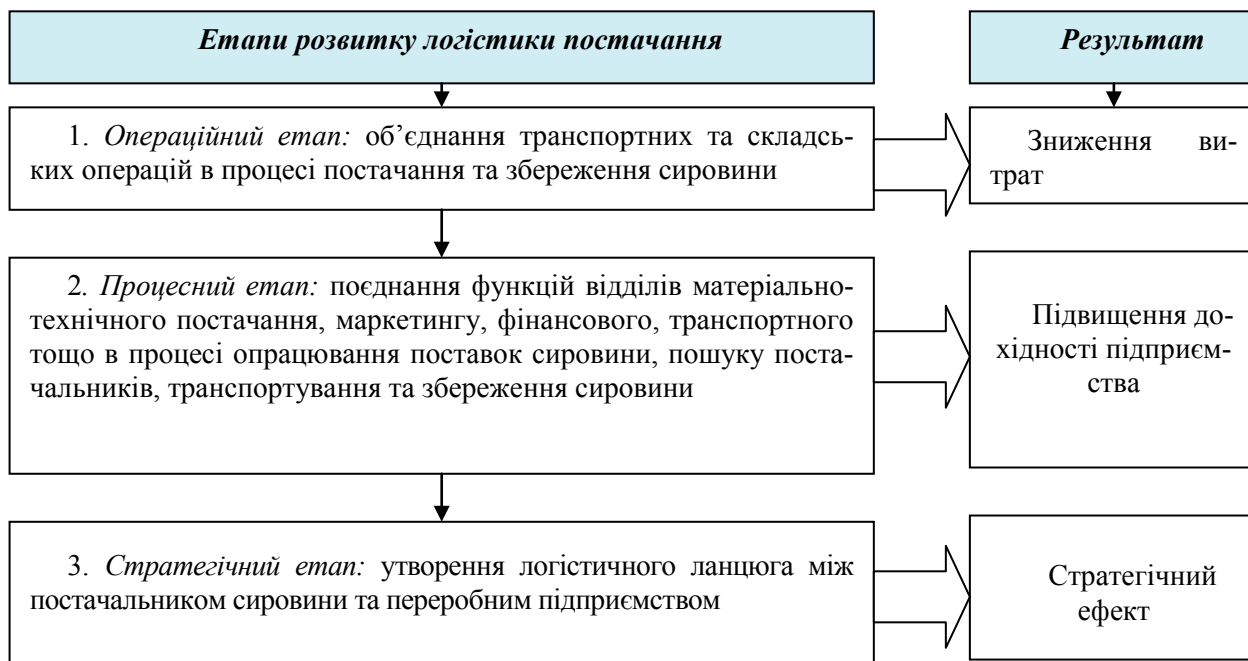 Етапи розвитку логістики постачання
Результат
1. Операційний етап: об’єднання транспортних та складсь-
ких операцій в процесі постачання та збереження сировини
Зниження ви-
трат
2. Процесний етап: поєднання функцій відділів матеріально-
технічного постачання, маркетингу, фінансового, транспортного
тощо в процесі опрацювання поставок сировини, пошуку поста-
чальників, транспортування та збереження сировини
Підвищення до-
хідності підприєм-
ства
3. Стратегічний етап: утворення логістичного ланцюга між
постачальником сировини та переробним підприємством
Стратегічний
ефект